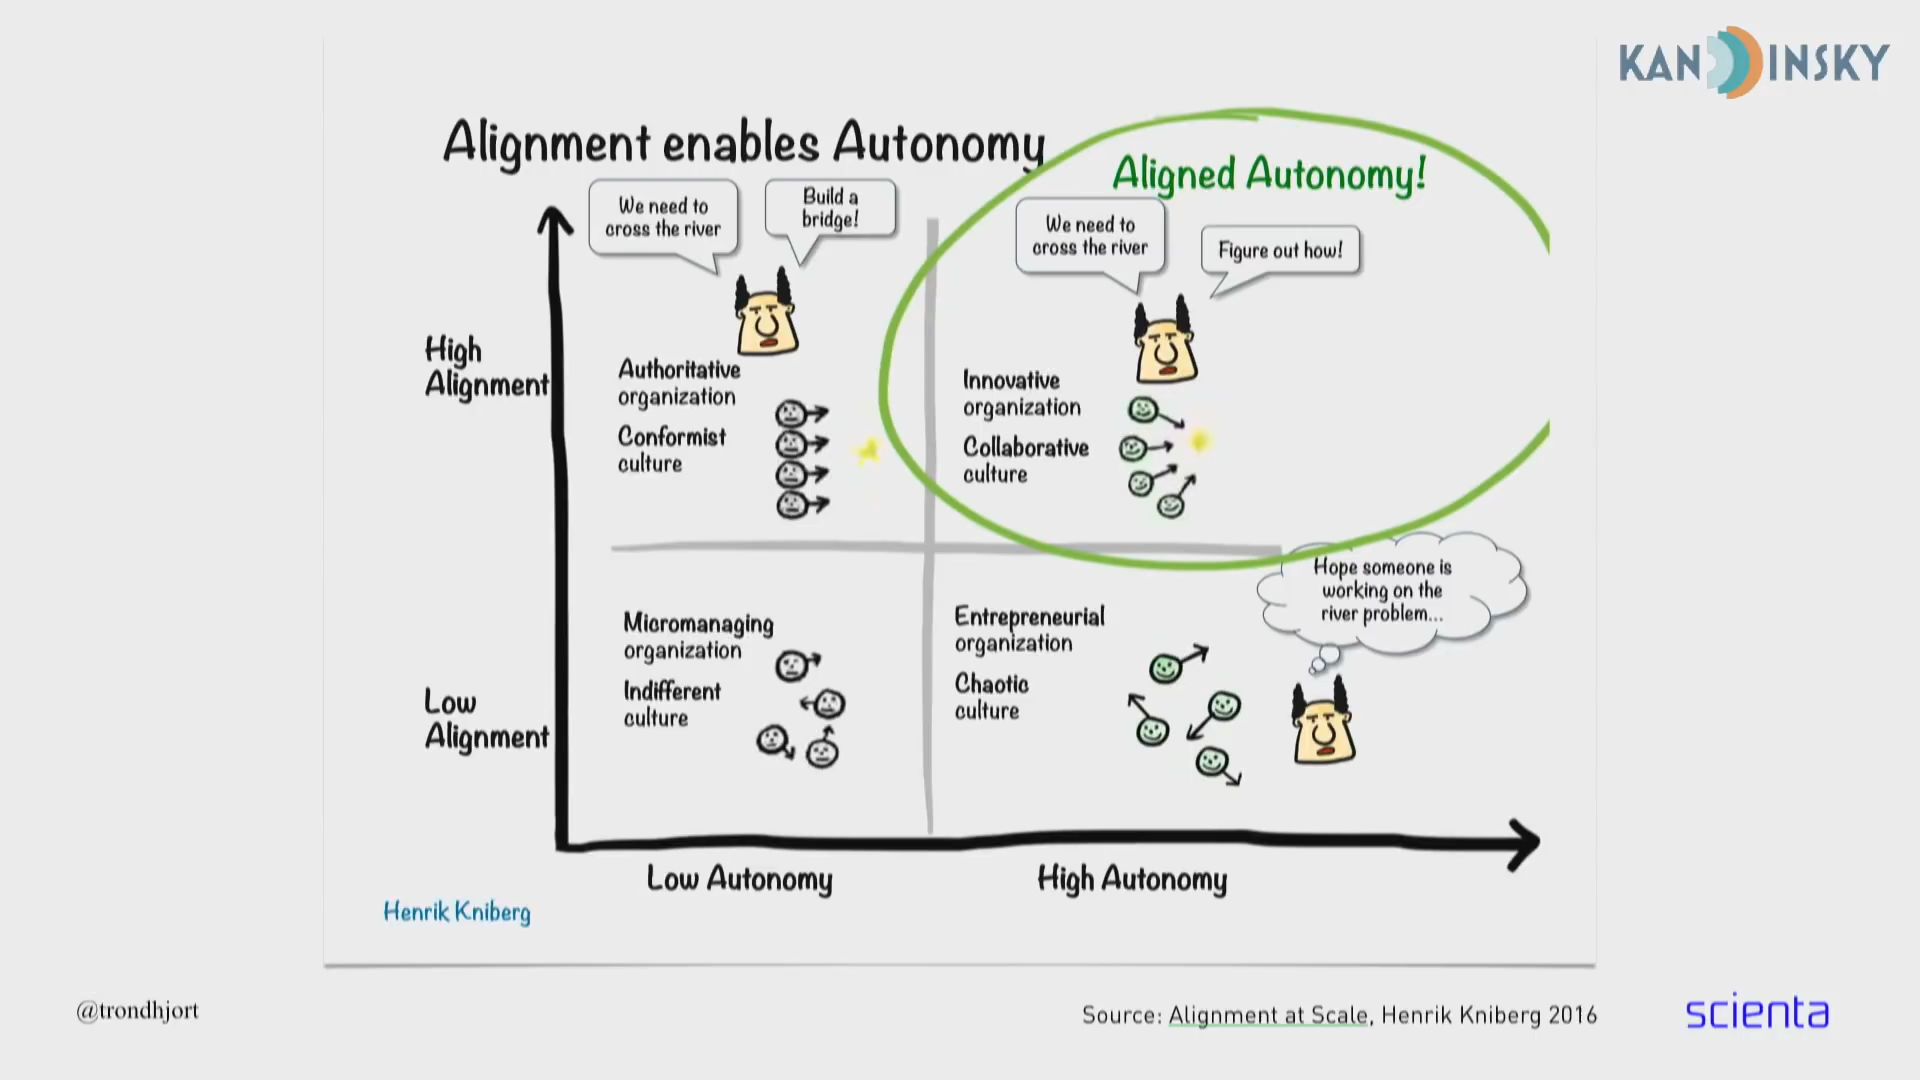 KANDINSKY
Alignment enables Autonomy
Aligned Autonomy!
We need to
cross the river
Build a
bridge!
We need to
cross the river
Figure out how!
High
Alignment
Authoritative
organization
Conformist
culture
Innovative
organization
Collaborative
culture
Hope someone is
working on the
river problem...
Low
Alignment
Micromanaging
organization
Indifferent
culture
Entrepreneurial
organization
Chaotic
culture
Low Autonomy
High Autonomy
Henrik Kniberg
@trondhjort
Source: Alignment at Scale, Henrik Kniberg 2016
scienta